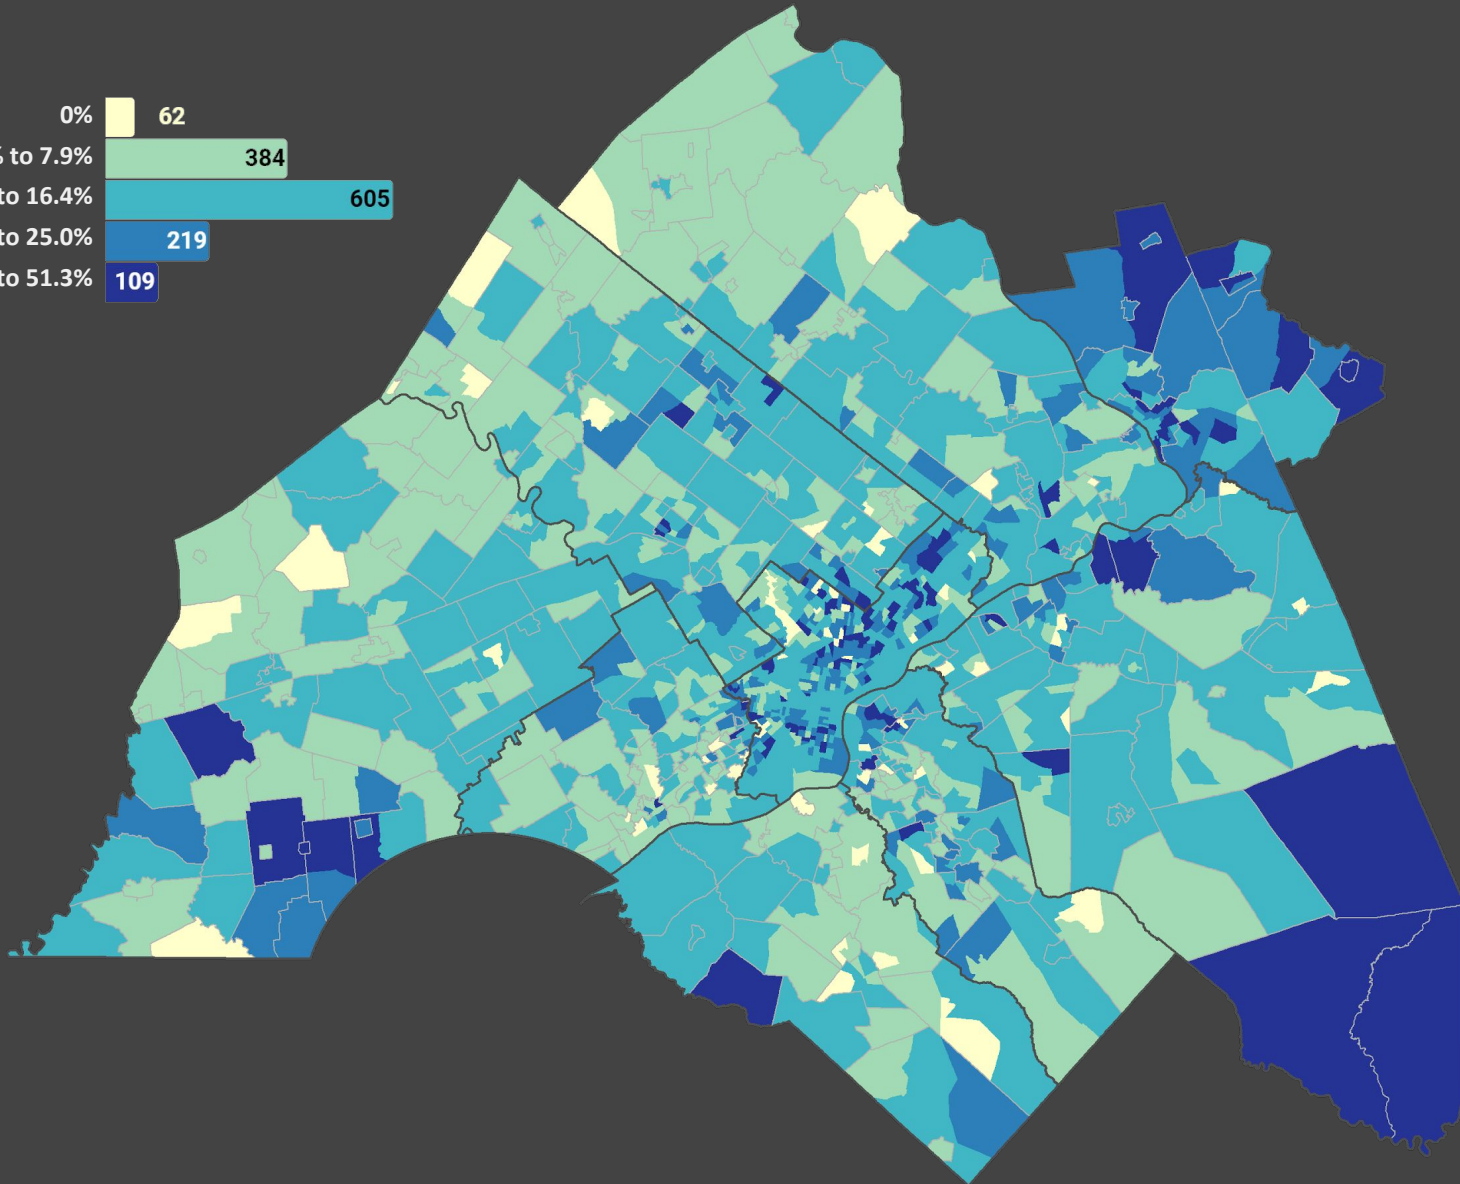 0% 62
% to 7.9% 384
to 16.4% 605
to 25.0% 219
to 51.3% 109